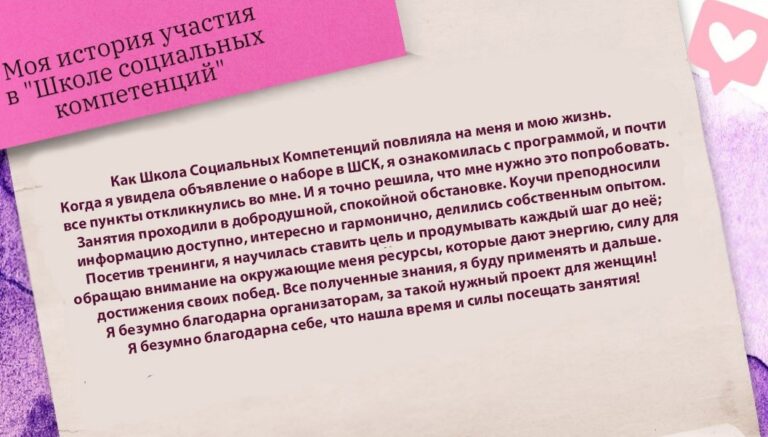 Моя история участия
в "Школе социальных
компетенций"
Как Школа Социальных Компетенций повлияла на меня и мою жизнь.
Когда я увидела объявление о наборе в ШСК, я ознакомилась с программой, и почти
все пункты откликнулись во мне. И я точно решила, что мне нужно это попробовать.
Занятия проходили в добродушной, спокойной обстановке. Коучи преподносили
информацию доступно, интересно и гармонично, делились собственным опытом.
Посетив тренинги, я научилась ставить цель и продумывать каждый шаг до неё;
обращаю внимание на окружающие меня ресурсы, которые дают энергию, силу для
достижения своих побед. Все полученные знания, я буду применять и дальше.
Я безумно благодарна организаторам, за такой нужный проект для женщин!
Я безумно благодарна себе, что нашла время и силы посещать занятия!